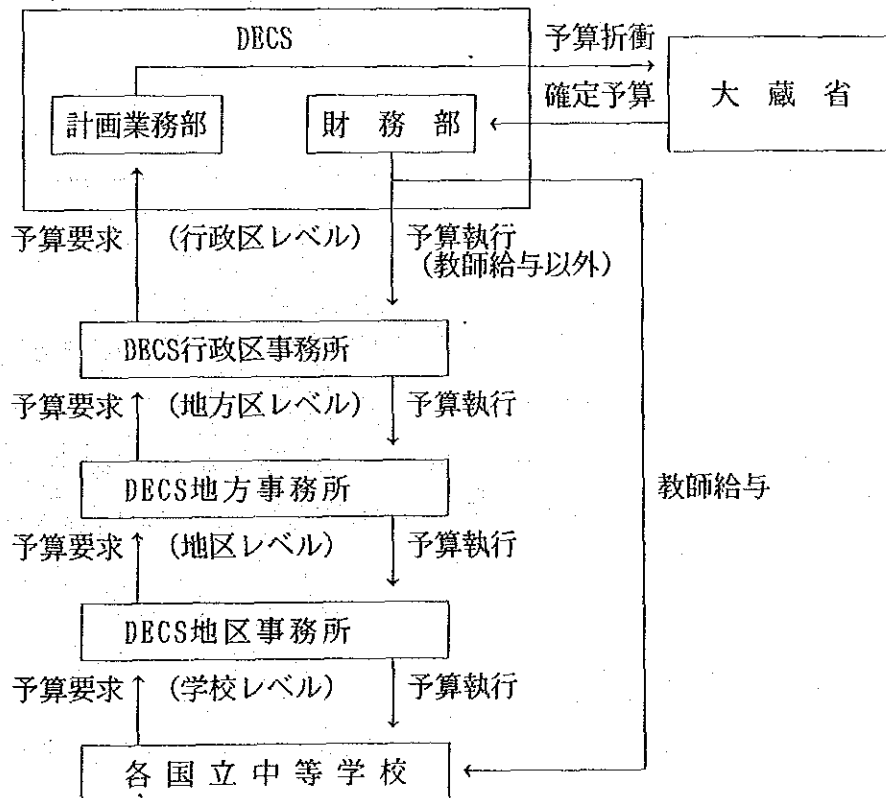 DECS
予算折衝
計画業務部
財務部
確定予算
大蔵省
予算要求 (行政区レベル) 予算執行
(教師給与以外)
DECS行政区事務所
予算要求 (地方区レベル) 予算執行
DECS地方事務所
教師給与
予算要求 (地区レベル) 予算執行
DECS地区事務所
予算要求 (学校レベル) 予算執行
各国立中等学校